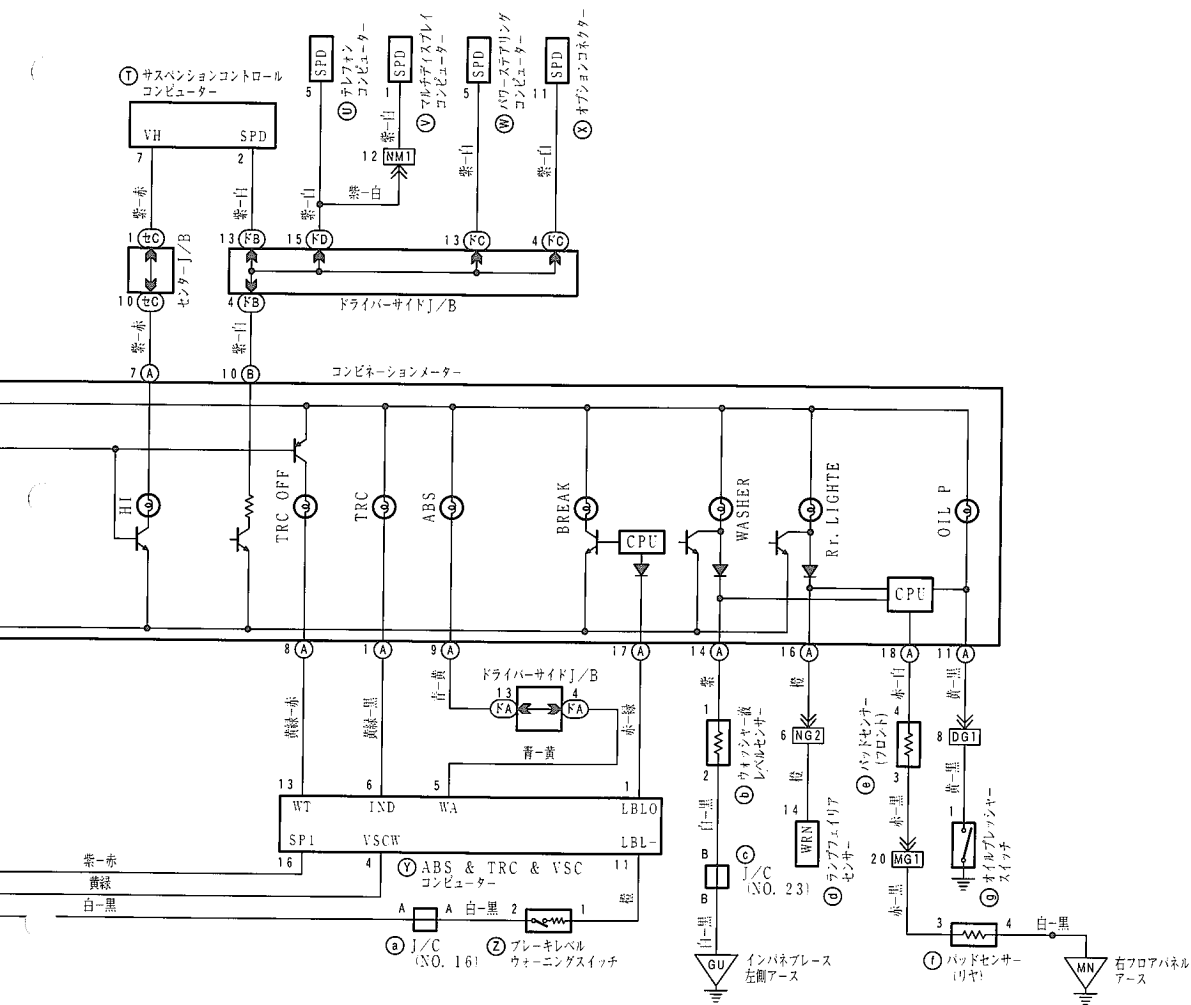 Ⓣ サスペンションコントロール
コンピューター
VH SPD
7 2
紫－赤
紫－白
SPD
5
Ⓤ テレフォン
コンピューター
SPD
1
Ⓥ マルチディスプレイ
コンピューター
紫－白
12 NM1
紫－白
紫－白
SPD
5
Ⓦ パワーステアリング
コンピューター
紫－白
SPD
11
Ⓧ オプションコネクター
紫－白
1 セC
13 ドB
15 ドD
13 ドC
4 ドC
センターJ/B
10 セC
4 ドB
ドライバーサイドJ/B
紫－赤
紫－白
7 A
10 B
コンビネーションメーター
HI
TRC OFF
TRC
ABS
BREAK
CPU
WASHER
Rr. LIGHTE
OIL P
CPU
8 A
1 A
9 A
17 A
14 A
16 A
18 A
11 A
黄緑－赤
黄緑－黒
青－黄
ドライバーサイドJ/B
13 ドA
4 ドA
青－黄
赤－緑
13 6 5 1
WT IND WA LBLO
SP1 VSCW LBL-
16 4 11
Ⓨ ABS & TRC & VSC
コンピューター
紫－赤
黄緑
白－黒
A A
白－黒
2 1
橙
ⓐ J/C
(NO. 16)
Ⓩ ブレーキレベル
ウォーニングスイッチ
紫
1
2
ⓑ ウォッシャー液
レベルセンサー
白－黒
B
B
ⓒ J/C
(NO. 23)
白－黒
GU
インパネブレース
左側アース
橙
6 NG2
橙
14
WRN
ⓓ ランプフェイリア
センサー
赤－白
4
3
ⓔ パッドセンサー
(フロント)
赤－黒
20 MG1
赤－黒
黄－黒
8 DG1
黄－黒
1
ⓖ オイルプレッシャー
スイッチ
3 4
白－黒
ⓕ パッドセンサー
(リヤ)
MN
右フロアパネル
アース